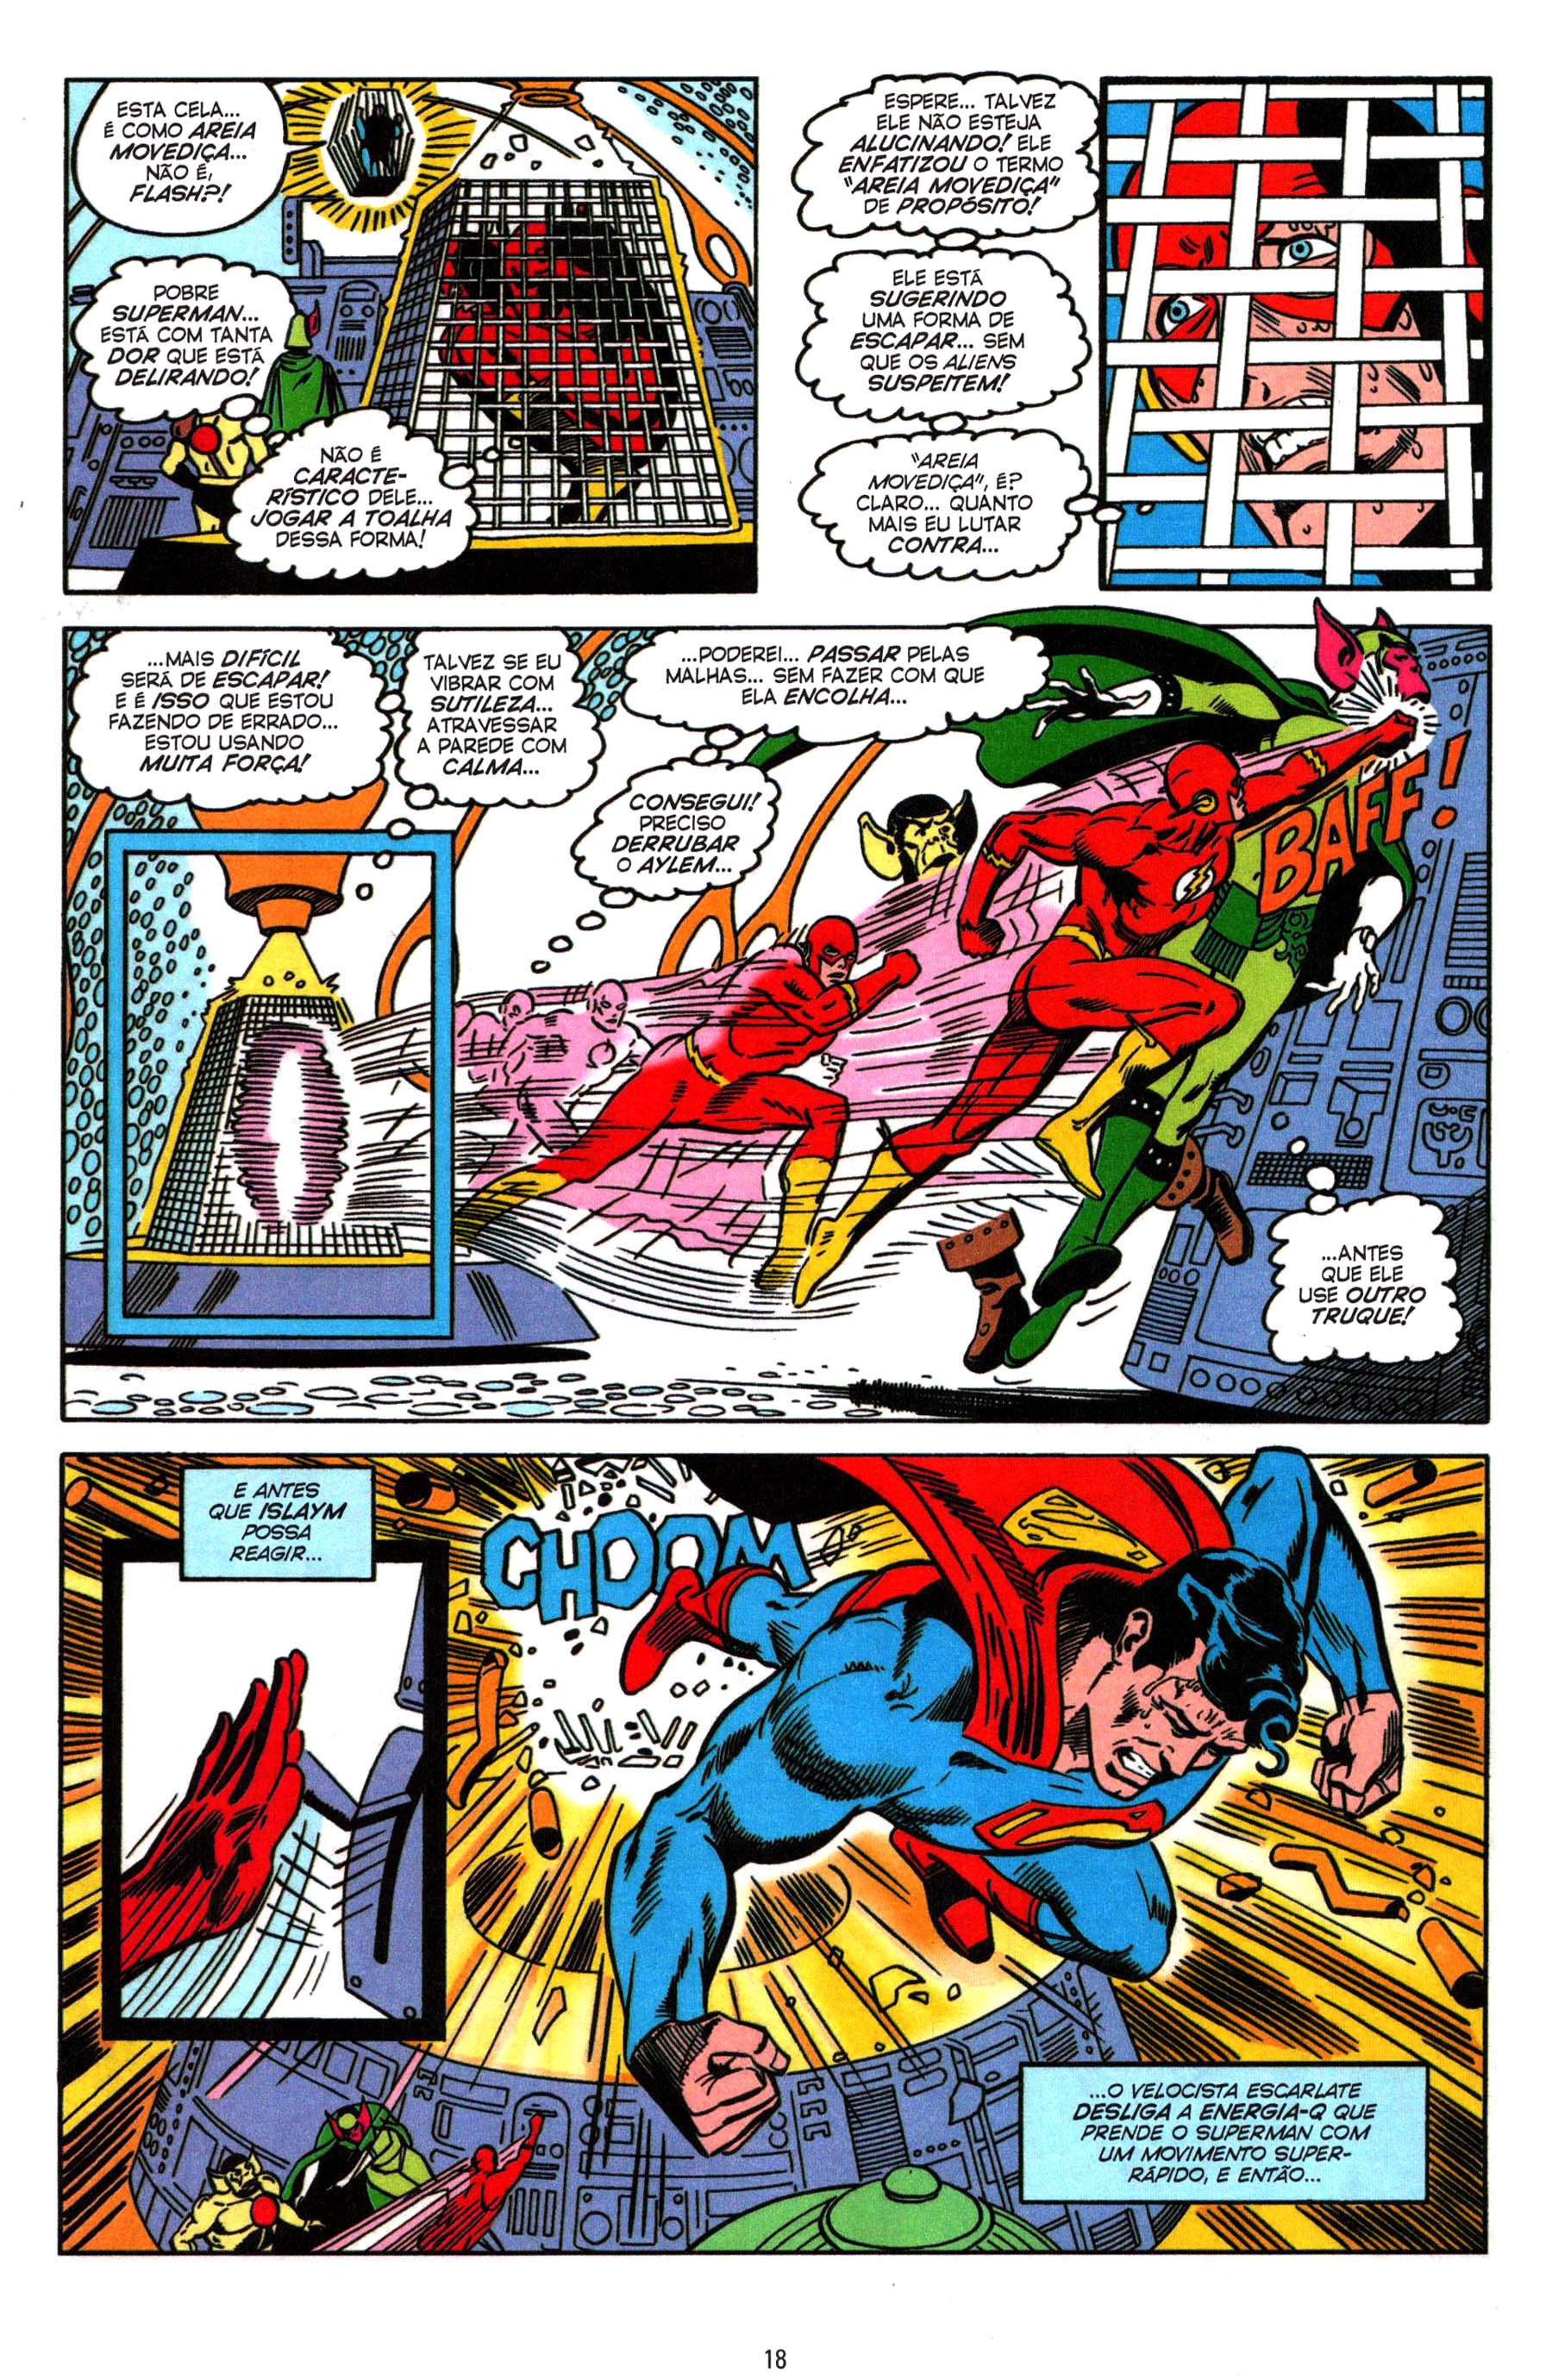 ESTA CELA...
É COMO AREIA
MOVEDIÇA...
NÃO É,
FLASH?!
POBRE
SUPERMAN...
ESTÁ COM TANTA
DOR QUE ESTÁ
DELIRANDO!
NÃO É
CARACTE-
RÍSTICO DELE...
JOGAR A TOALHA
DESSA FORMA!
ESPERE... TALVEZ
ELE NÃO ESTEJA
ALUCINANDO! ELE
ENFATIZOU O TERMO
"AREIA MOVEDIÇA"
DE PROPÓSITO!
ELE ESTÁ
SUGERINDO
UMA FORMA DE
ESCAPAR... SEM
QUE OS ALIENS
SUSPEITEM!
"AREIA
MOVEDIÇA", É?
CLARO... QUANTO
MAIS EU LUTAR
CONTRA...
...MAIS DIFÍCIL
SERÁ DE ESCAPAR!
E É ISSO QUE ESTOU
FAZENDO DE ERRADO...
ESTOU USANDO
MUITA FORÇA!
TALVEZ SE EU
VIBRAR COM
SUTILEZA...
ATRAVESSAR
A PAREDE COM
CALMA...
...PODEREI... PASSAR PELAS
MALHAS... SEM FAZER COM QUE
ELA ENCOLHA...
CONSEGUI!
PRECISO
DERRUBAR
O AYLEM...
BAFF!
...ANTES
QUE ELE
USE OUTRO
TRUQUE!
E ANTES
QUE ISLAYM
POSSA
REAGIR...
CHOOM
...O VELOCISTA ESCARLATE
DESLIGA A ENERGIA-Q QUE
PRENDE O SUPERMAN COM
UM MOVIMENTO SUPER-
RÁPIDO, E ENTÃO...
18